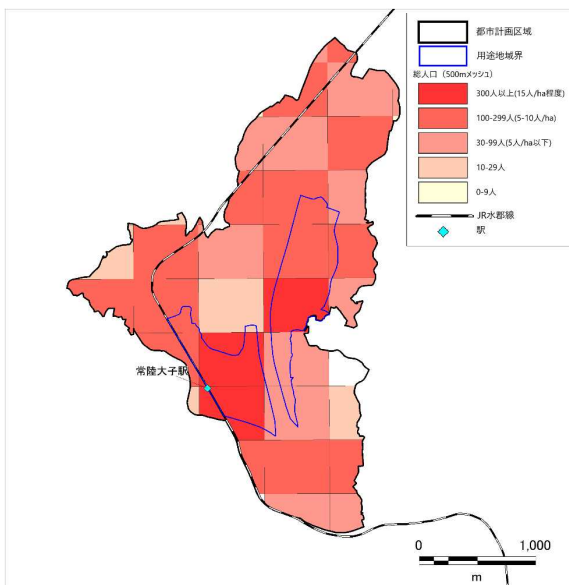 都市計画区域
用途地域界
総人口（500mメッシュ）
300人以上(15人/ha程度)
100-299人(5-10人/ha)
30-99人(5人/ha以下)
10-29人
0-9人
JR水郡線
駅
常陸大子駅
0 1,000
m